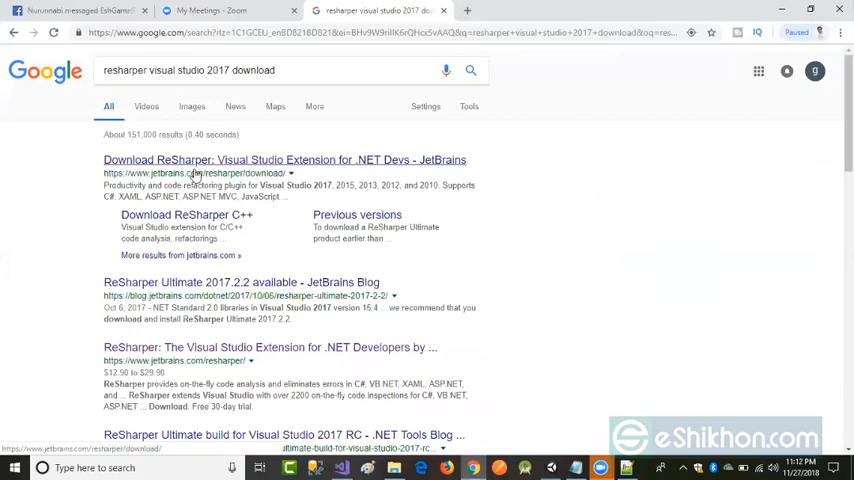 Nurunnabi messaged EshGames
My Meetings - Zoom
resharper visual studio 2017 do
https://www.google.com/search?rlz=1C1GCEU_enBD821BD821&ei=
Paused
Google
resharper visual studio 2017 download
g
All
Videos
Images
News
Maps
More
Settings
Tools
About 151,000 results (0.40 seconds)
Download ReSharper: Visual Studio Extension for .NET Devs - JetBrains
https://www.jetbrains.com/resharper/download/
Productivity and code refactoring plugin for Visual Studio 2017, 2015, 2013, 2012, and 2010. Supports
C#, XAML, ASP.NET, ASP.NET MVC, JavaScript ...
Download ReSharper C++
Previous versions
Visual Studio extension for C/C++
To download a ReSharper Ultimate
code analysis, refactorings ...
product earlier than ...
More results from jetbrains.com »
ReSharper Ultimate 2017.2.2 available - JetBrains Blog
https://blog.jetbrains.com/dotnet/2017/10/06/resharper-ultimate-2017-2-2/
Oct 6, 2017 - NET Standard 2.0 libraries in Visual Studio 2017 version 15.4 ... we recommend that you
download and install ReSharper Ultimate 2017.2.2.
ReSharper: The Visual Studio Extension for .NET Developers by ...
https://www.jetbrains.com/resharper/
$12.90 to $29.90
ReSharper provides on-the-fly code analysis and eliminates errors in C#, VB.NET, XAML, ASP.NET,
and ... ReSharper extends Visual Studio with over 2200 on-the-fly code inspections for C#, VB.NET,
ASP.NET ... Download. Free 30-day trial.
ReSharper Ultimate build for Visual Studio 2017 RC - .NET Tools Blog ...
https://www.jetbrains.com/resharper/download/
ultimate-build-for-visual-studio-2017-rc...
eShikhon.com
Type here to search
11:12 PM
11/27/2018